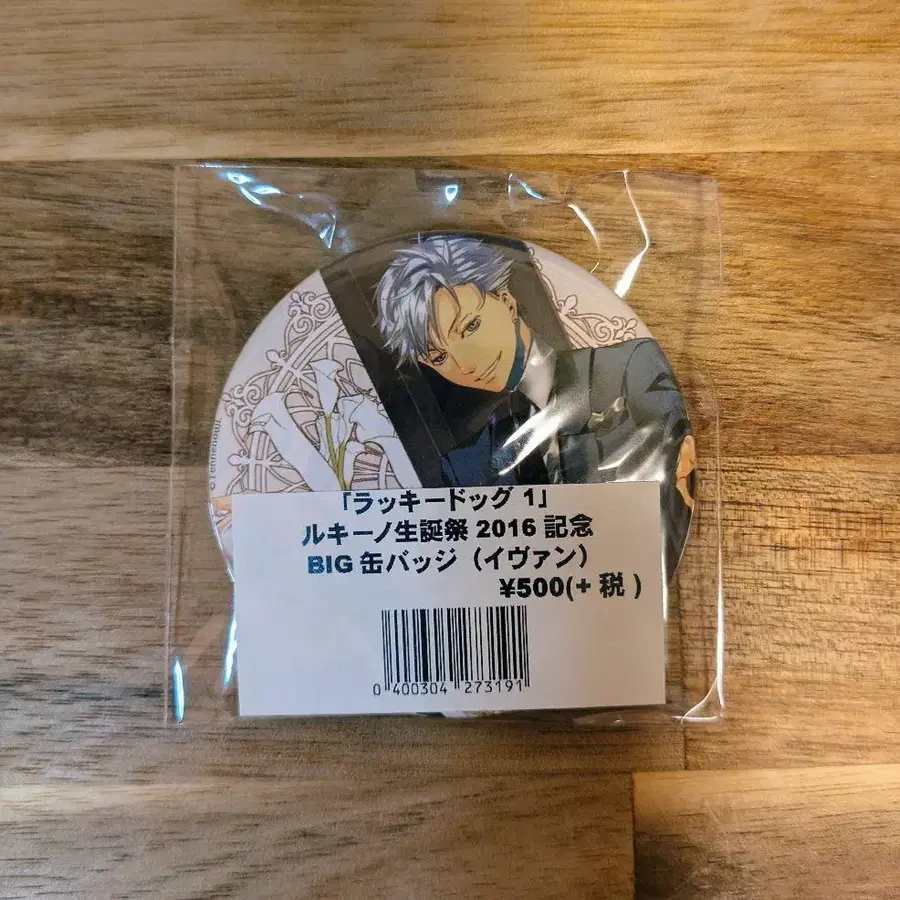 ©Tennenouji
「ラッキードッグ 1」
ルキーノ生誕祭 2016 記念
BIG 缶バッジ（イヴァン）
¥500(+ 税 )
0 400304 273191